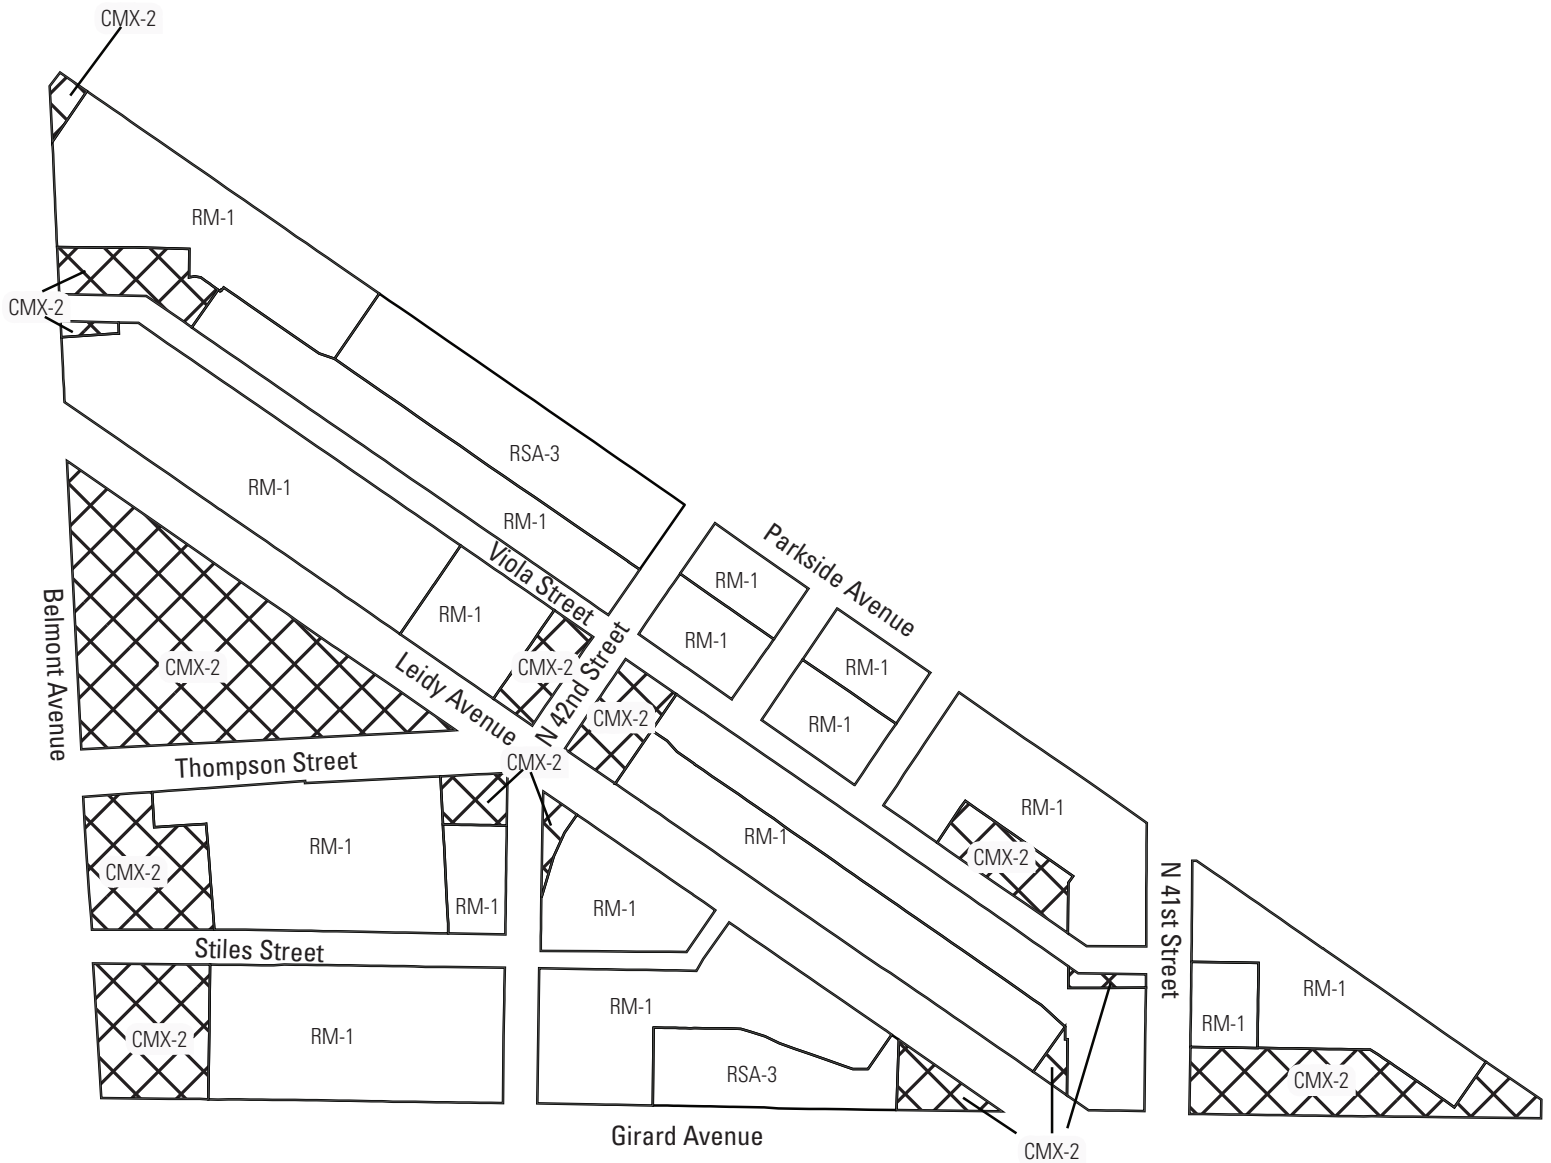 CMX-2
RM-1
CMX-2
RSA-3
RM-1
RM-1
Viola Street
Parkside Avenue
RM-1
RM-1
RM-1
Belmont Avenue
CMX-2
Leidy Avenue
CMX-2
N 42nd Street
CMX-2
RM-1
RM-1
Thompson Street
CMX-2
RM-1
RM-1
RM-1
CMX-2
CMX-2
RM-1
RM-1
N 41st Street
Stiles Street
RM-1
RM-1
RM-1
CMX-2
RM-1
RSA-3
CMX-2
Girard Avenue
CMX-2